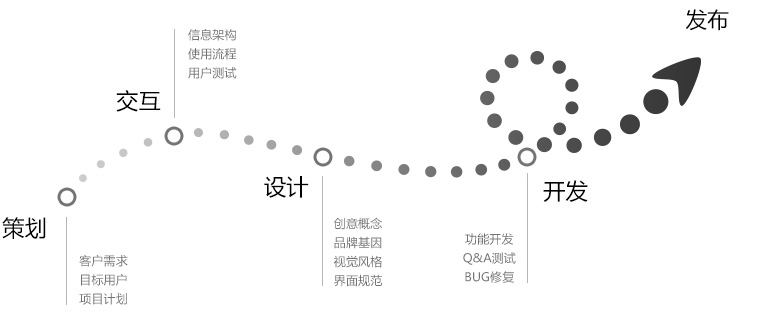 策划
客户需求
目标用户
项目计划
交互
信息架构
使用流程
用户测试
设计
创意概念
品牌基因
视觉风格
界面规范
开发
功能开发
Q&A测试
BUG修复
发布